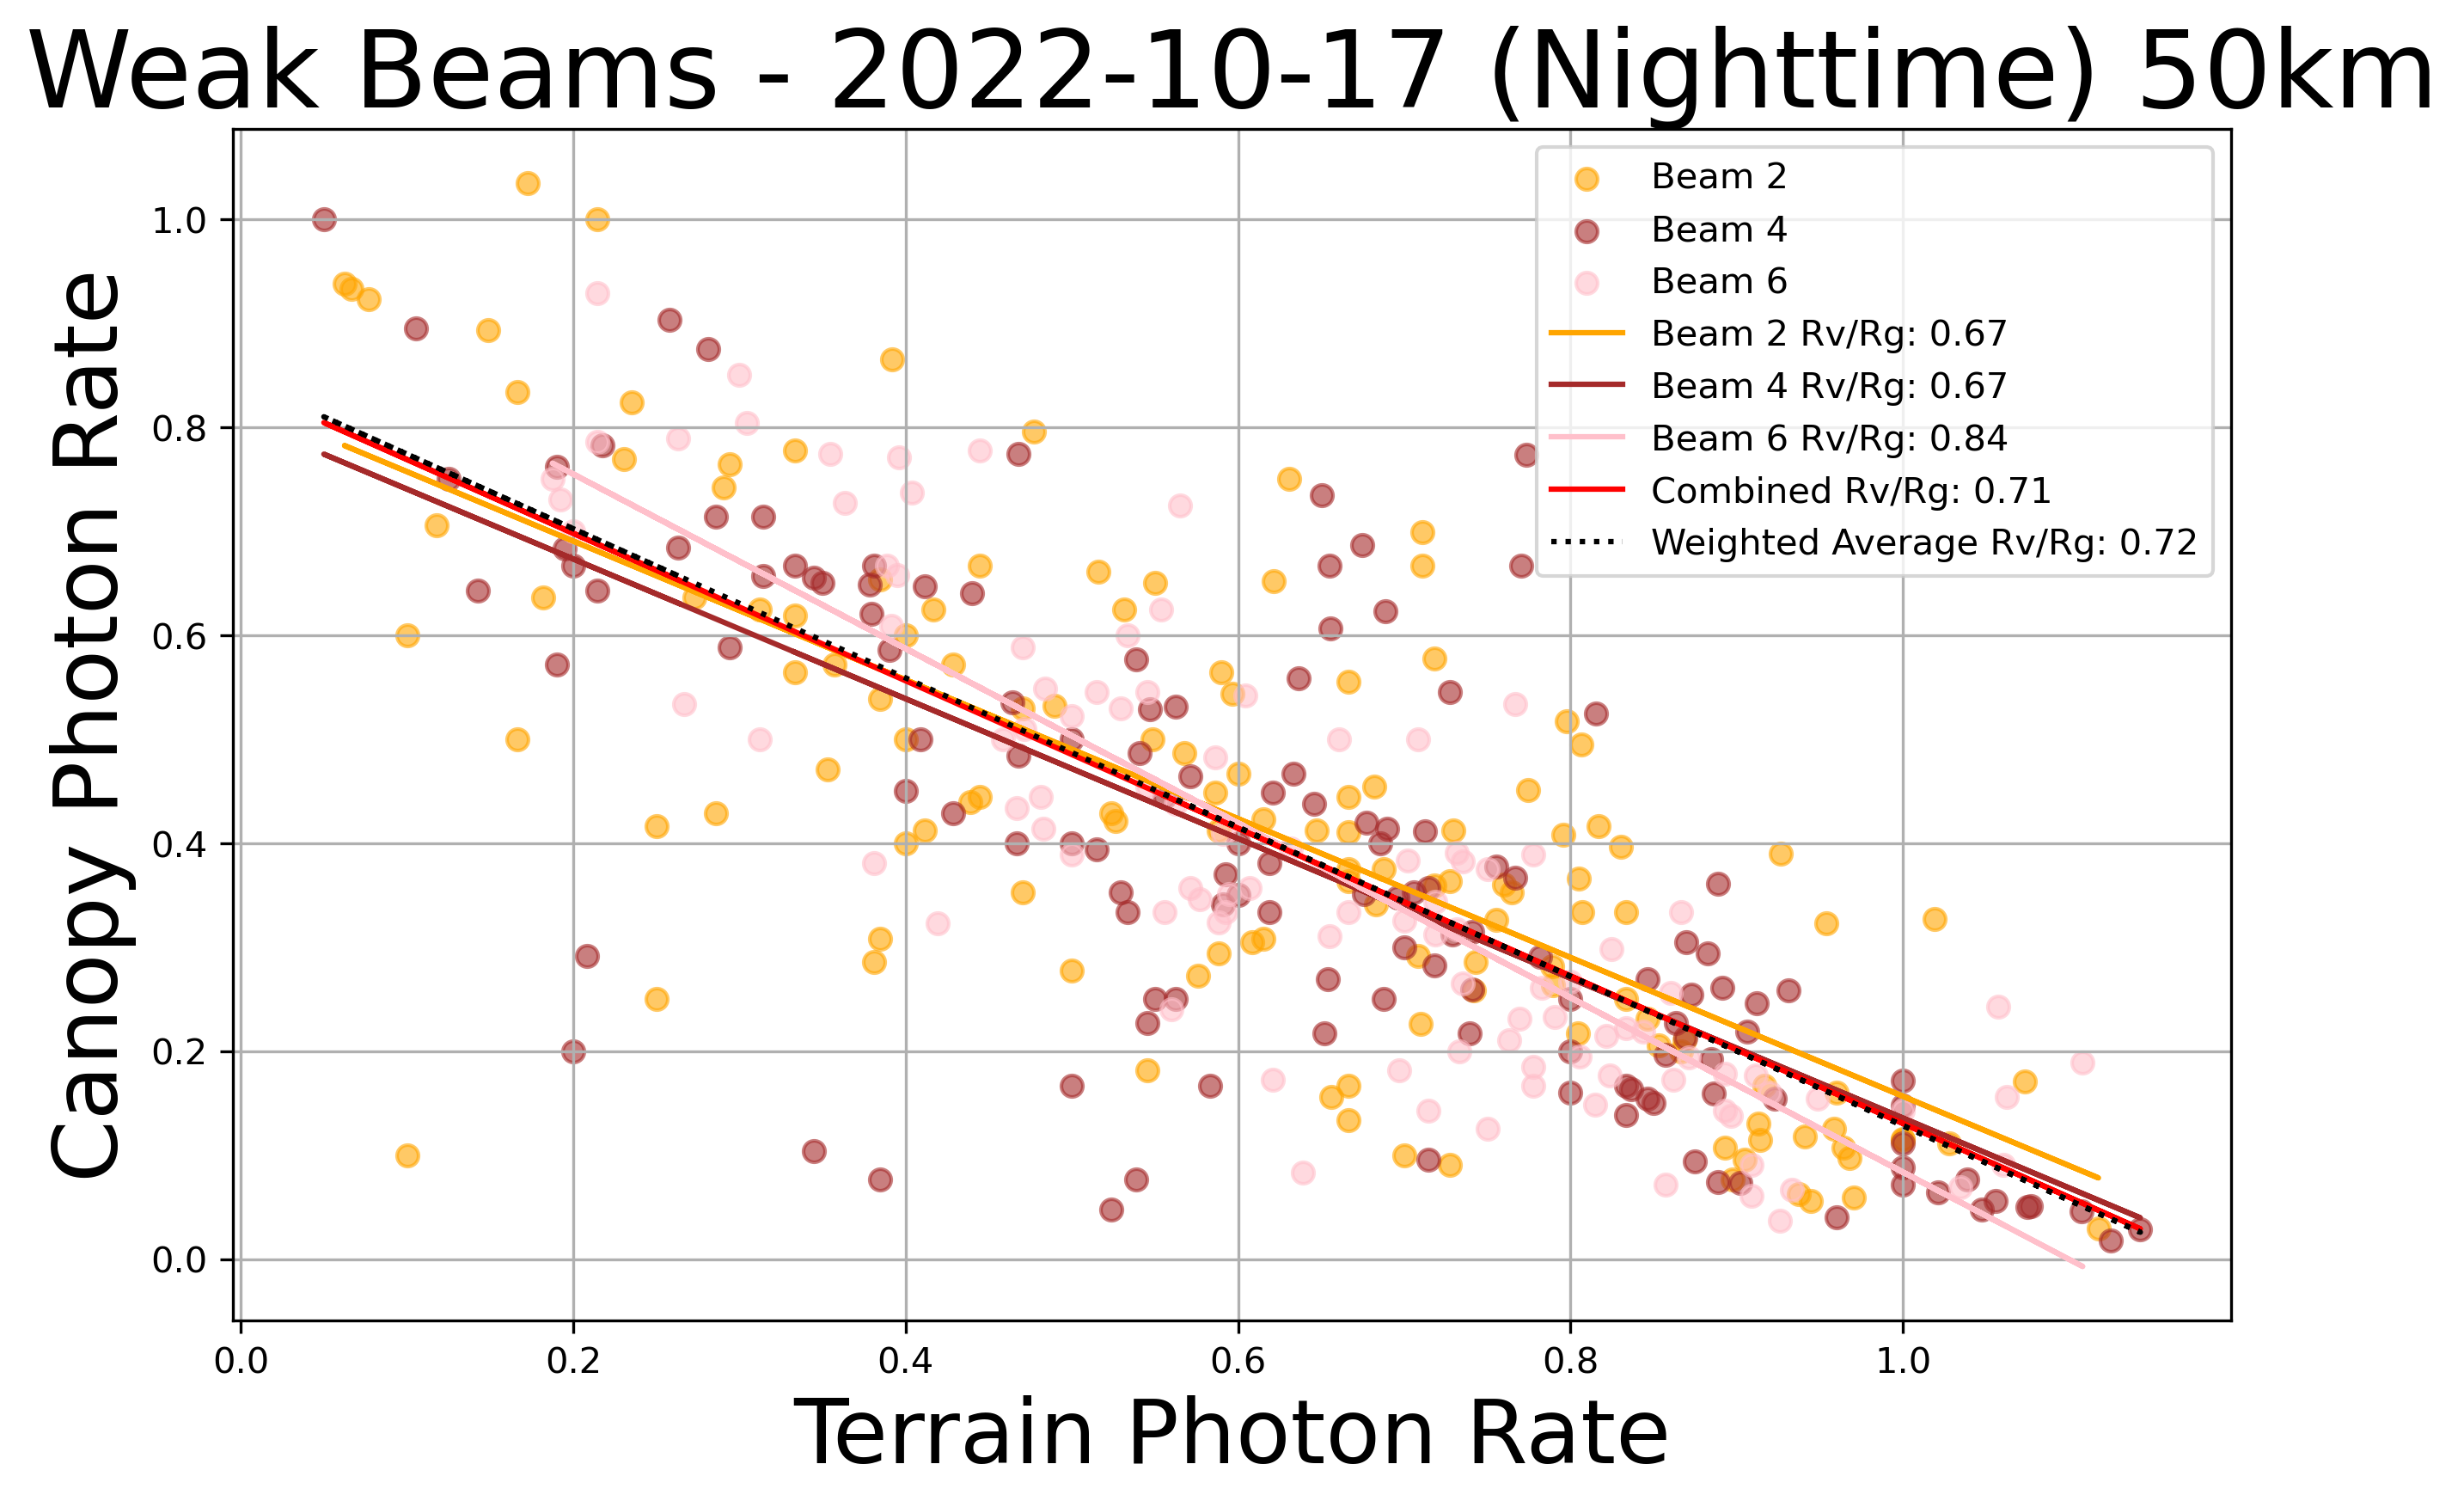 Weak Beams - 2022-10-17 (Nighttime) 50km
Canopy Photon Rate
1.0
0.8
0.6
0.4
0.2
0.0
Beam 2
Beam 4
Beam 6
Beam 2 Rv/Rg: 0.67
Beam 4 Rv/Rg: 0.67
Beam 6 Rv/Rg: 0.84
Combined Rv/Rg: 0.71
Weighted Average Rv/Rg: 0.72
0.0 0.2 0.4 0.6 0.8 1.0
Terrain Photon Rate